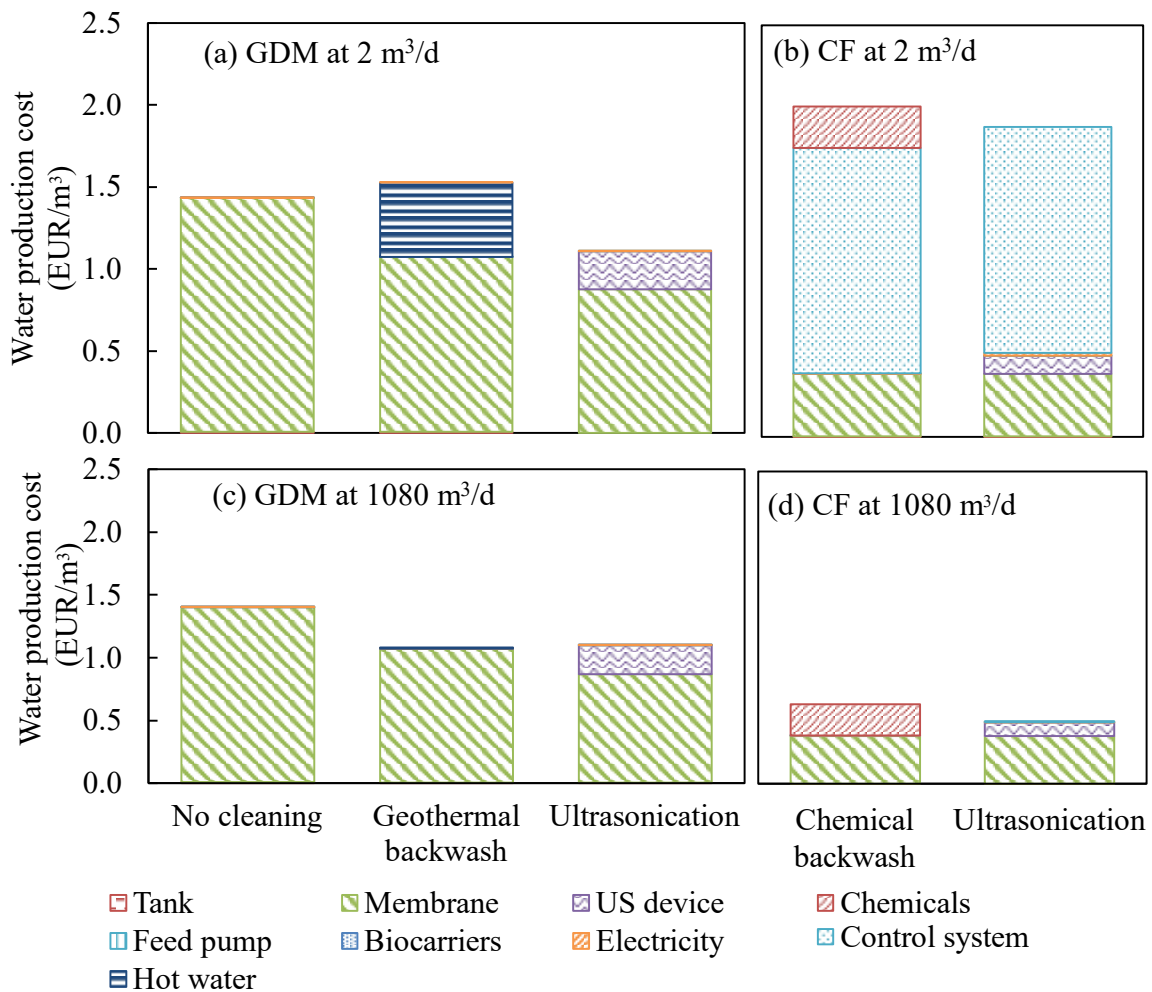 Water production cost
(EUR/m³)
2.5
2.0
1.5
1.0
0.5
0.0
(a) GDM at 2 m³/d
(b) CF at 2 m³/d
Water production cost
(EUR/m³)
2.5
2.0
1.5
1.0
0.5
0.0
(c) GDM at 1080 m³/d
(d) CF at 1080 m³/d
No cleaning
Geothermal
backwash
Ultrasonication
Chemical
backwash
Ultrasonication
Tank
Membrane
US device
Chemicals
Feed pump
Biocarriers
Electricity
Control system
Hot water